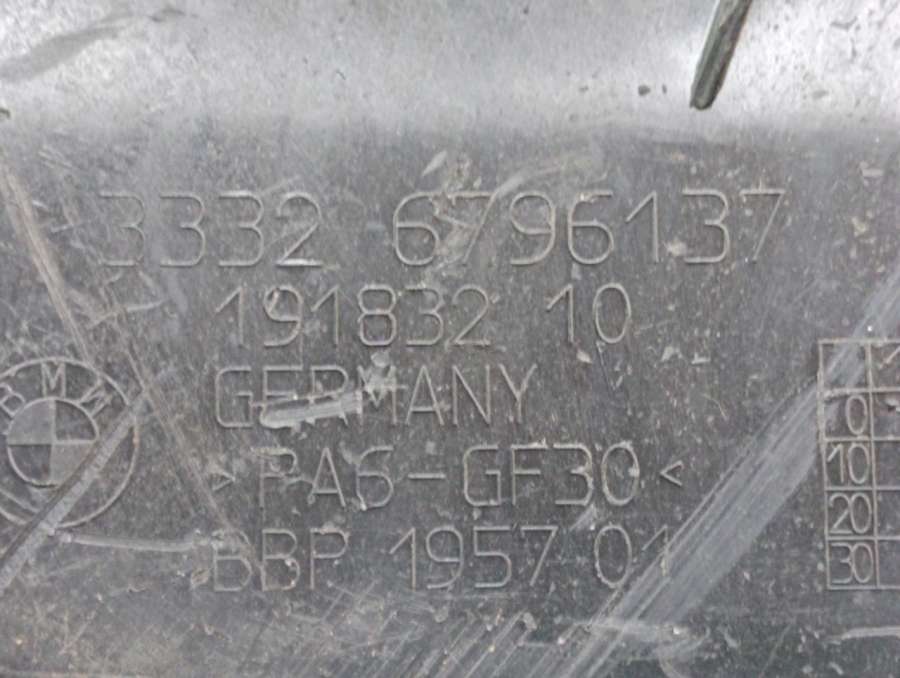 3332 6796137
191832 10
GERMANY
>PA6-GF30<
BBP 1957 01
BMW
0
10
20
30